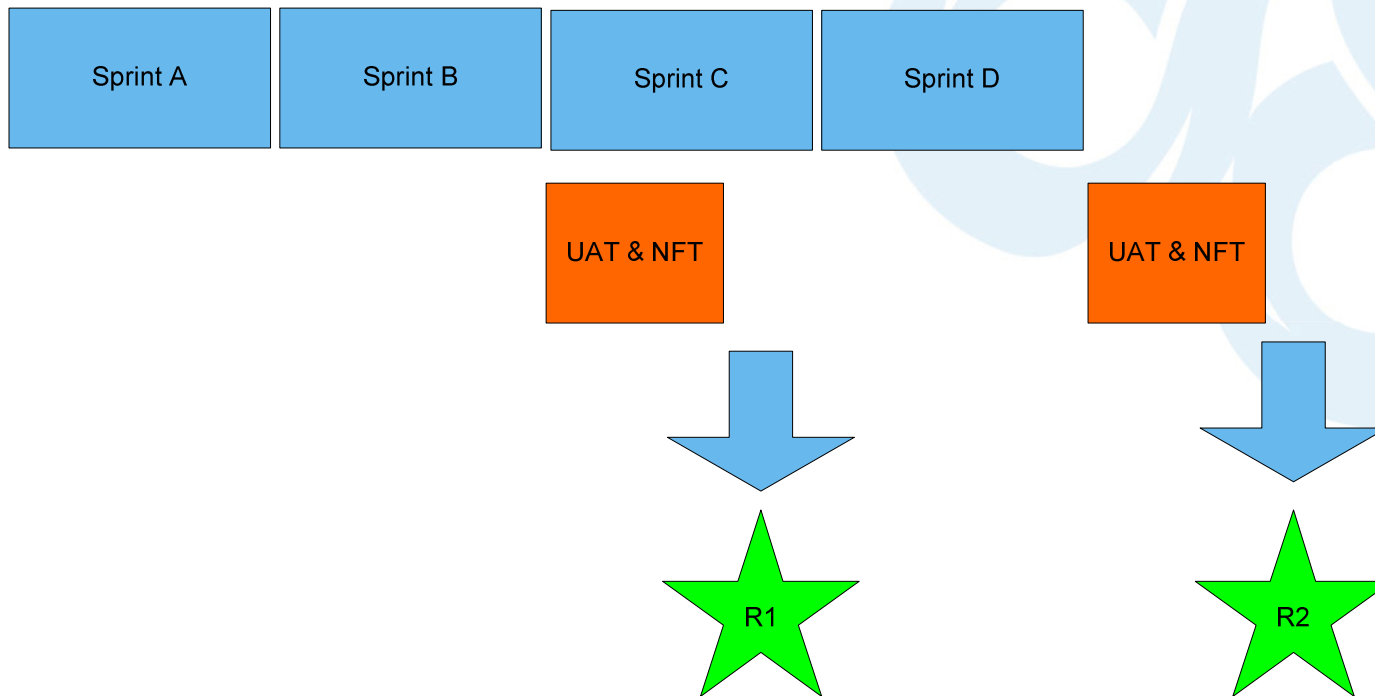 Sprint A
Sprint B
Sprint C
Sprint D
UAT & NFT
UAT & NFT
R1
R2